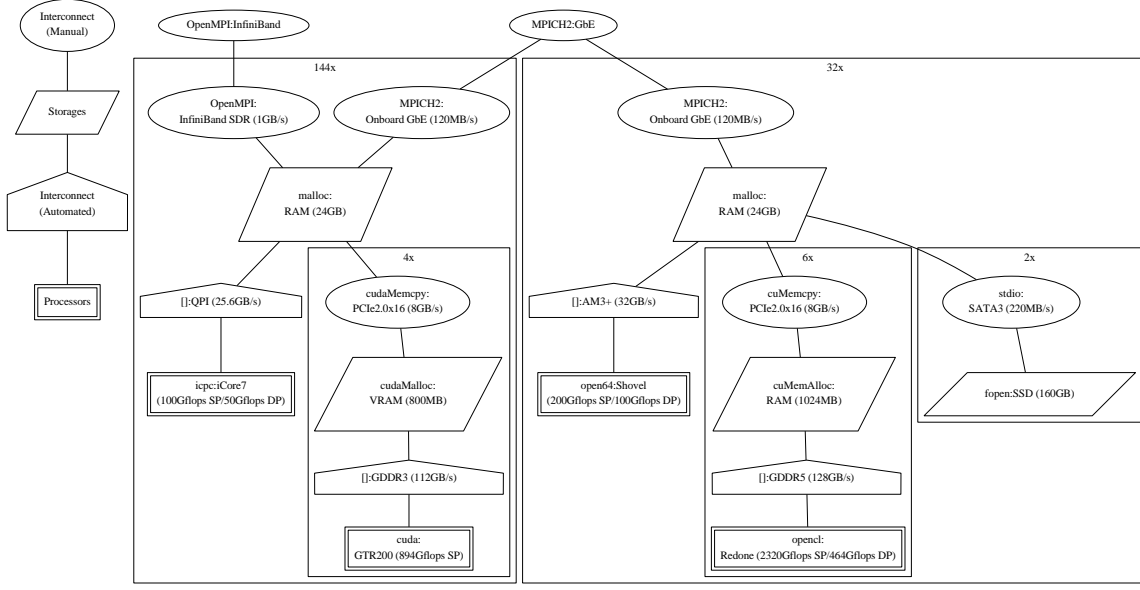 Interconnect
(Manual)
Storages
Interconnect
(Automated)
Processors
OpenMPI:InfiniBand
MPICH2:GbE
144x
OpenMPI:
InfiniBand SDR (1GB/s)
MPICH2:
Onboard GbE (120MB/s)
malloc:
RAM (24GB)
[]:QPI (25.6GB/s)
icpc:iCore7
(100Gflops SP/50Gflops DP)
4x
cudaMemcpy:
PCIe2.0x16 (8GB/s)
cudaMalloc:
VRAM (800MB)
[]:GDDR3 (112GB/s)
cuda:
GTR200 (894Gflops SP)
32x
MPICH2:
Onboard GbE (120MB/s)
malloc:
RAM (24GB)
[]:AM3+ (32GB/s)
open64:Shovel
(200Gflops SP/100Gflops DP)
6x
cuMemcpy:
PCIe2.0x16 (8GB/s)
cuMemAlloc:
RAM (1024MB)
[]:GDDR5 (128GB/s)
opencl:
Redone (2320Gflops SP/464Gflops DP)
2x
stdio:
SATA3 (220MB/s)
fopen:SSD (160GB)